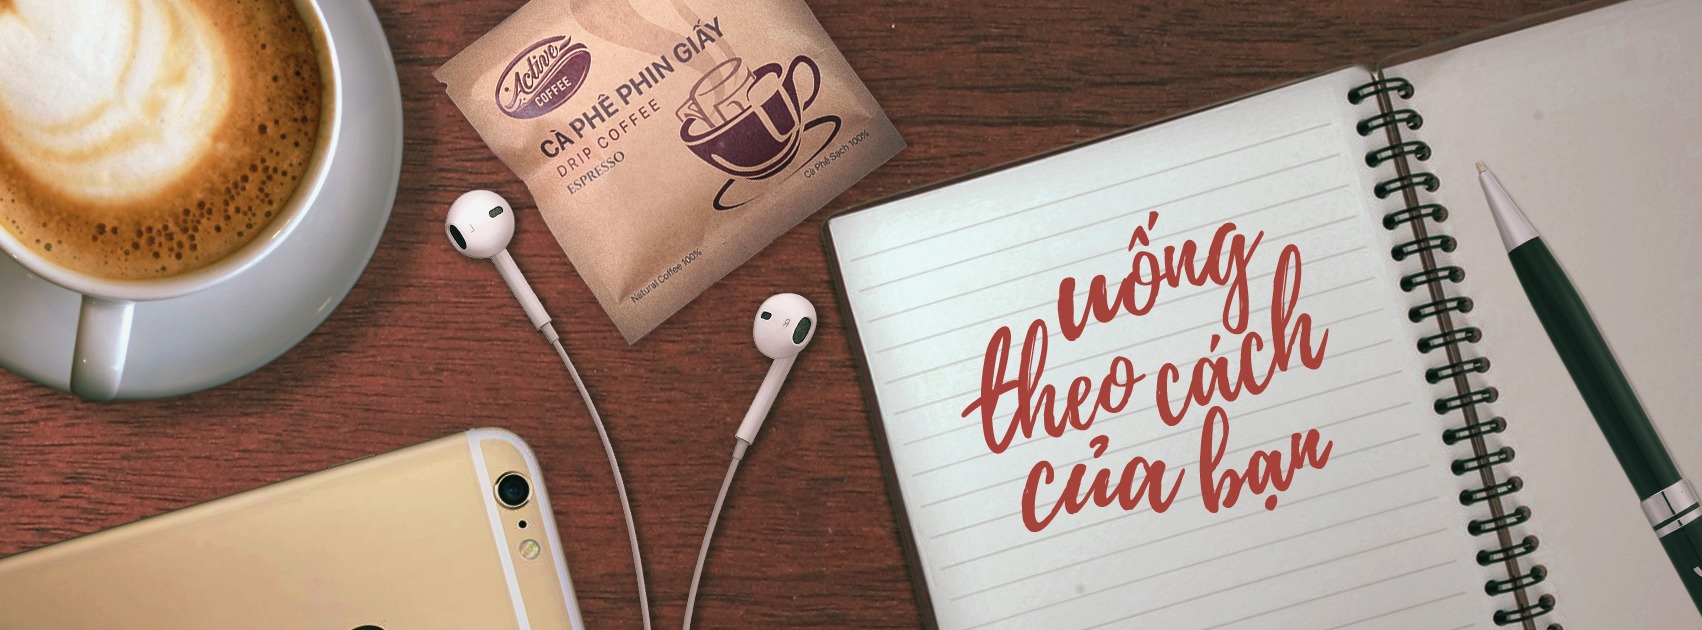 Active
COFFEE
CÀ PHÊ PHIN GIẤY
DRIP COFFEE
ESPRESSO
Cà Phê Sạch 100%
Natural Coffee 100%
uống
theo cách
của bạn